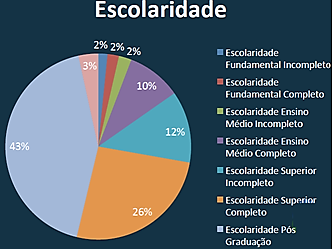 Escolaridade
2%
2%
2%
3%
10%
12%
43%
26%
Escolaridade
Fundamental Incompleto
Escolaridade
Fundamental Completo
Escolaridade Ensino
Médio Incompleto
Escolaridade Ensino
Médio Completo
Escolaridade Superior
Incompleto
Escolaridade Superior
Completo
Escolaridade Pós
Graduação